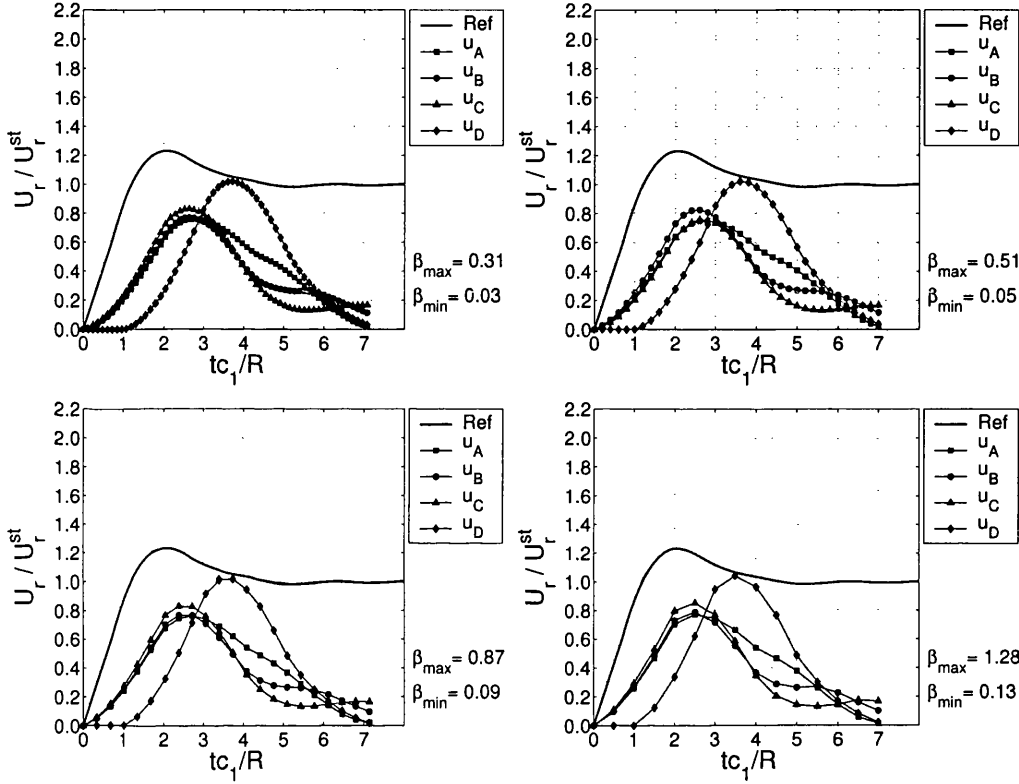 2.2
2.0
1.8
1.6
1.4
1.2
1.0
0.8
0.6
0.4
0.2
0.0
U_r / U_r^st
0 1 2 3 4 5 6 7
tc_1/R
Ref
u_A
u_B
u_C
u_D
β_max = 0.31
β_min = 0.03
2.2
2.0
1.8
1.6
1.4
1.2
1.0
0.8
0.6
0.4
0.2
0.0
U_r / U_r^st
0 1 2 3 4 5 6 7
tc_1/R
Ref
u_A
u_B
u_C
u_D
β_max = 0.51
β_min = 0.05
2.2
2.0
1.8
1.6
1.4
1.2
1.0
0.8
0.6
0.4
0.2
0.0
U_r / U_r^st
0 1 2 3 4 5 6 7
tc_1/R
Ref
u_A
u_B
u_C
u_D
β_max = 0.87
β_min = 0.09
2.2
2.0
1.8
1.6
1.4
1.2
1.0
0.8
0.6
0.4
0.2
0.0
U_r / U_r^st
0 1 2 3 4 5 6 7
tc_1/R
Ref
u_A
u_B
u_C
u_D
β_max = 1.28
β_min = 0.13